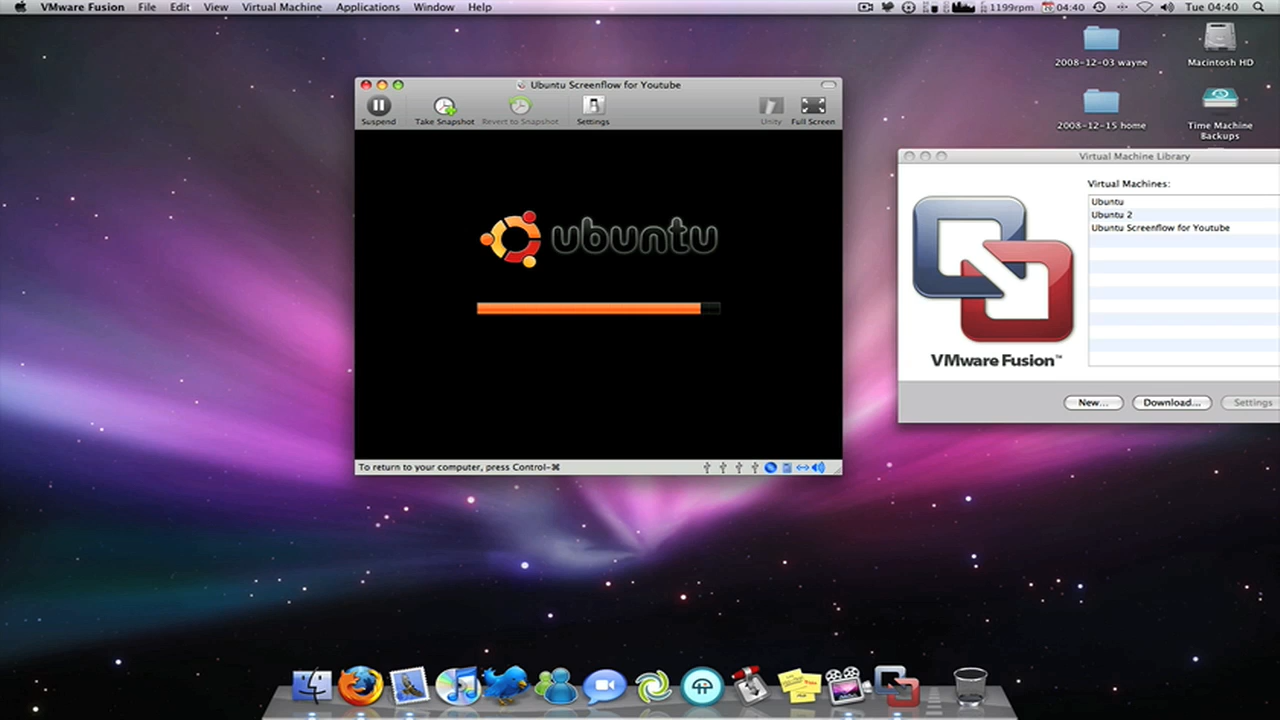 VMware Fusion File Edit View Virtual Machine Applications Window Help 1199rpm 04:40 Tue 04:40
2008-12-03 wayne
Macintosh HD
2008-12-15 home
Time Machine
Backups
Ubuntu Screenflow for Youtube
Suspend Take Snapshot Revert to Snapshot Settings Unity Full Screen
ubuntu
To return to your computer, press Control-⌘
Virtual Machine Library
Virtual Machines:
Ubuntu
Ubuntu 2
Ubuntu Screenflow for Youtube
VMware Fusion™
New... Download... Settings